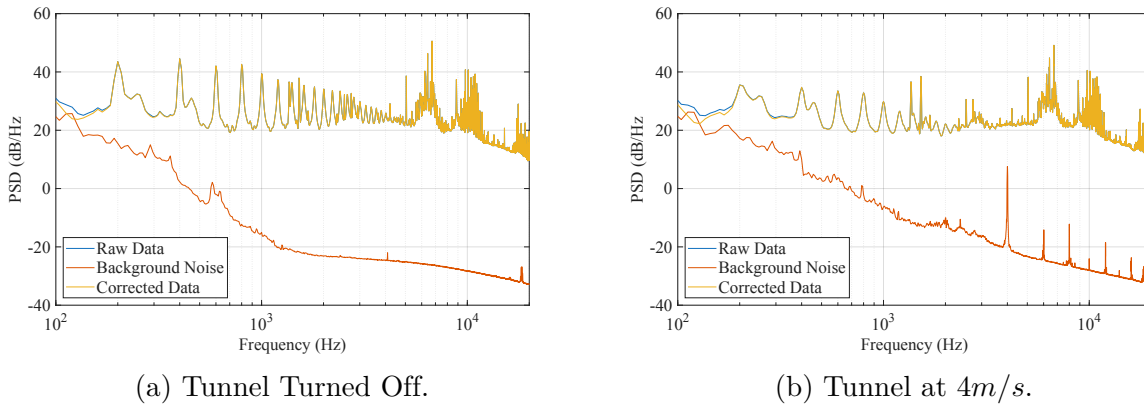 60
40
20
0
-20
-40
PSD (dB/Hz)
Raw Data
Background Noise
Corrected Data
10^2
10^3
10^4
Frequency (Hz)
(a) Tunnel Turned Off.
60
40
20
0
-20
-40
PSD (dB/Hz)
Raw Data
Background Noise
Corrected Data
10^2
10^3
10^4
Frequency (Hz)
(b) Tunnel at 4m/s.